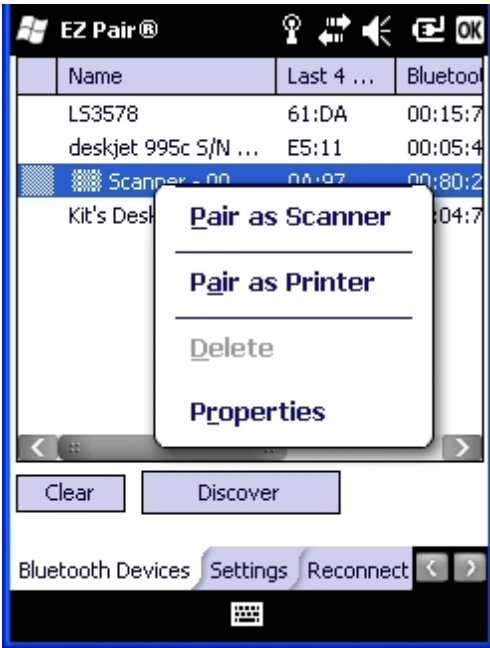 EZ Pair® OK
Name Last 4 ... Bluetoo
LS3578 61:DA 00:15:7
deskjet 995c S/N ... E5:11 00:05:4
Scanner - 00... 0A:97 00:80:2
Kit's Desk :04:7
Pair as Scanner
Pair as Printer
Delete
Properties
Clear Discover
Bluetooth Devices Settings Reconnect